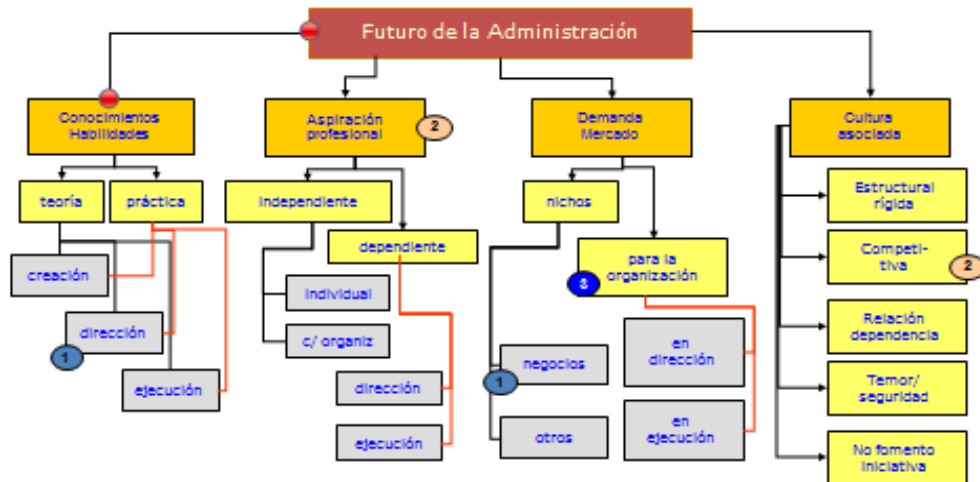 Futuro de la Administración
Conocimientos
Habilidades
Aspiración
profesional
2
Demanda
Mercado
Cultura
asociada
teoría
práctica
creación
dirección
1
ejecución
Independiente
dependiente
Individual
c/ organiz
dirección
ejecución
nichos
para la
organización
3
negocios
1
otros
en
dirección
en
ejecución
Estructural
rígida
Competiti-
va
2
Relación
dependencia
Temor/
seguridad
No fomento
iniciativa